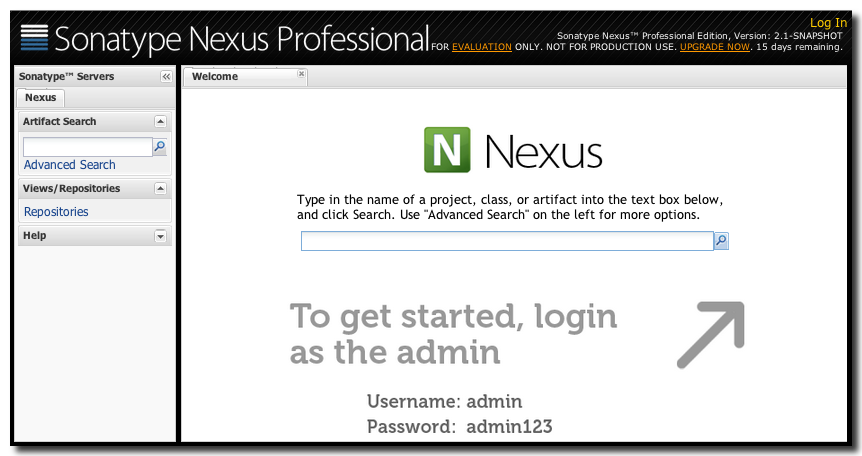 Sonatype Nexus Professional
Log In
Sonatype Nexus™ Professional Edition, Version: 2.1-SNAPSHOT
FOR EVALUATION ONLY. NOT FOR PRODUCTION USE. UPGRADE NOW. 15 days remaining.
Sonatype™ Servers
Welcome
Nexus
Artifact Search
Advanced Search
Views/Repositories
Repositories
Help
N Nexus
Type in the name of a project, class, or artifact into the text box below,
and click Search. Use "Advanced Search" on the left for more options.
To get started, login
as the admin
Username: admin
Password: admin123